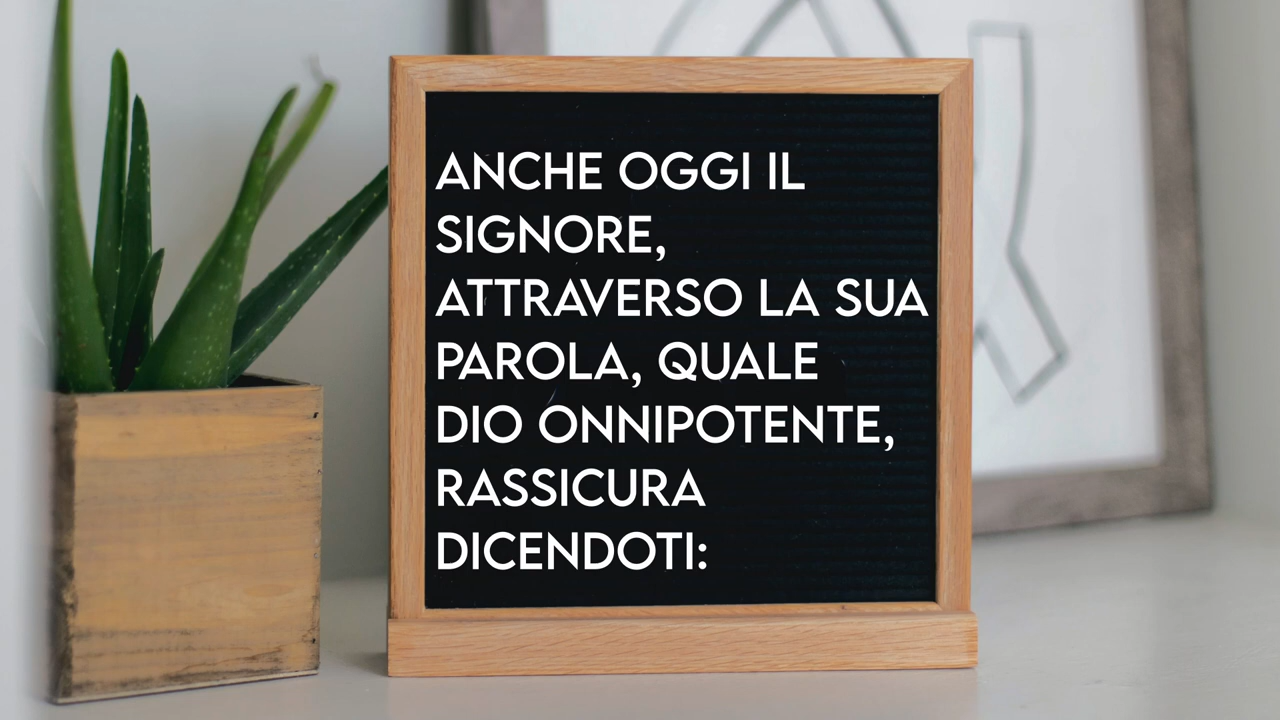 ANCHE OGGI IL
SIGNORE,
ATTRAVERSO LA SUA
PAROLA, QUALE
DIO ONNIPOTENTE,
RASSICURA
DICENDOTI: